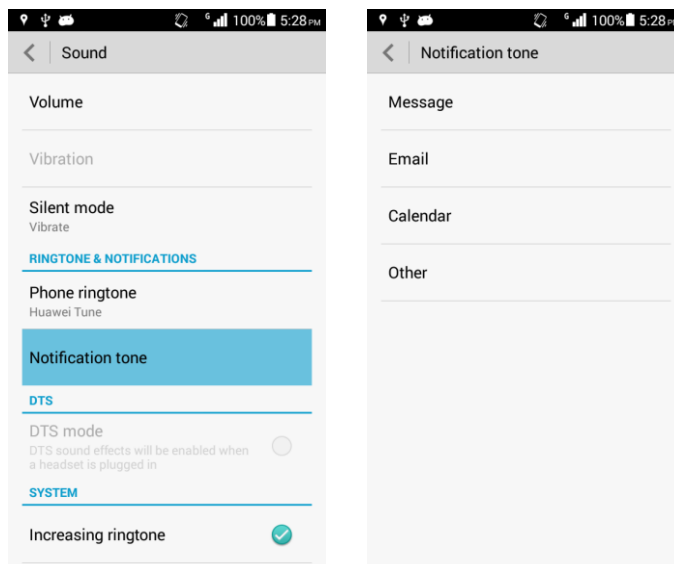 G 100% 5:28 PM
Sound
Volume
Vibration
Silent mode
Vibrate
RINGTONE & NOTIFICATIONS
Phone ringtone
Huawei Tune
Notification tone
DTS
DTS mode
DTS sound effects will be enabled when
a headset is plugged in
SYSTEM
Increasing ringtone
G 100% 5:28 P
Notification tone
Message
Email
Calendar
Other